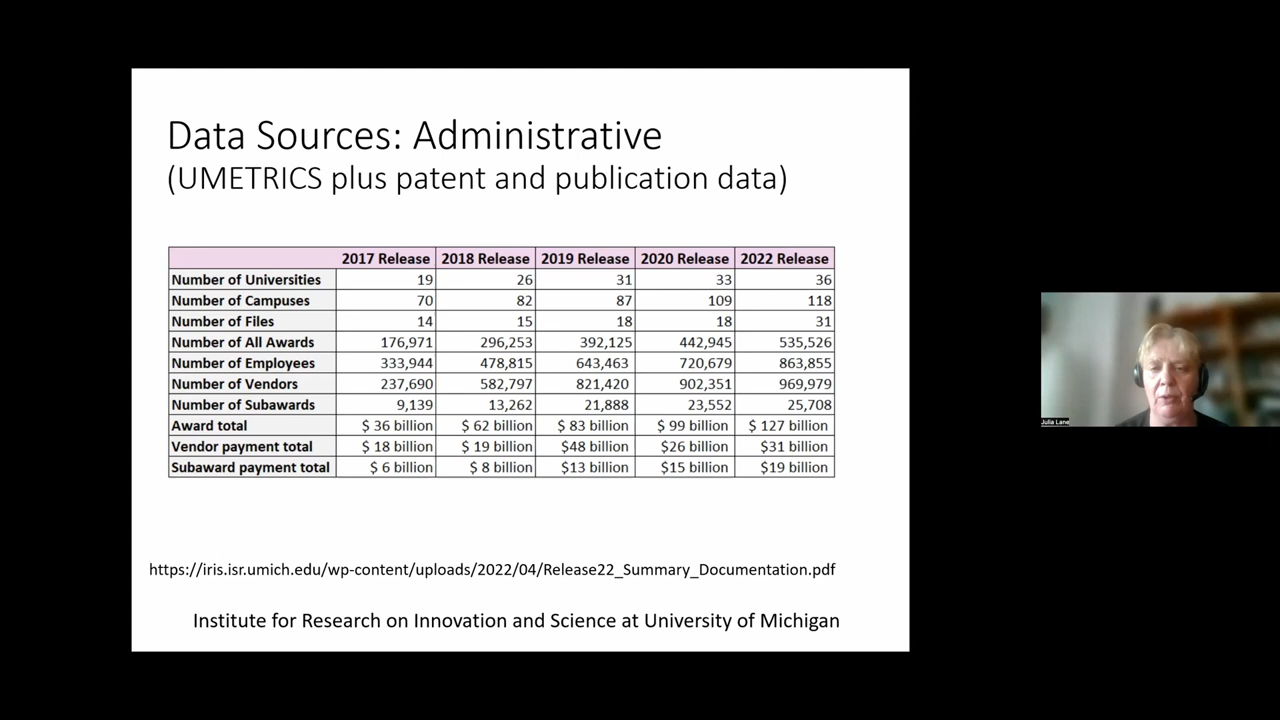 Data Sources: Administrative
(UMETRICS plus patent and publication data)
2017 Release 2018 Release 2019 Release 2020 Release 2022 Release
Number of Universities 19 26 31 33 36
Number of Campuses 70 82 87 109 118
Number of Files 14 15 18 18 31
Number of All Awards 176,971 296,253 392,125 442,945 535,526
Number of Employees 333,944 478,815 643,463 720,679 863,855
Number of Vendors 237,690 582,797 821,420 902,351 969,979
Number of Subawards 9,139 13,262 21,888 23,552 25,708
Award total $ 36 billion $ 62 billion $ 83 billion $ 99 billion $ 127 billion
Vendor payment total $ 18 billion $ 19 billion $48 billion $26 billion $31 billion
Subaward payment total $ 6 billion $ 8 billion $13 billion $15 billion $19 billion
https://iris.isr.umich.edu/wp-content/uploads/2022/04/Release22_Summary_Documentation.pdf
Institute for Research on Innovation and Science at University of Michigan
Julia Lane